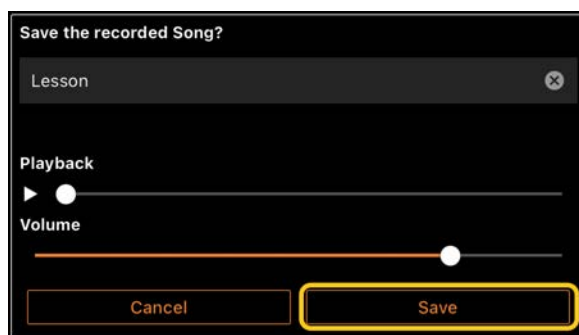 Save the recorded Song?
Lesson
Playback
Volume
Cancel Save